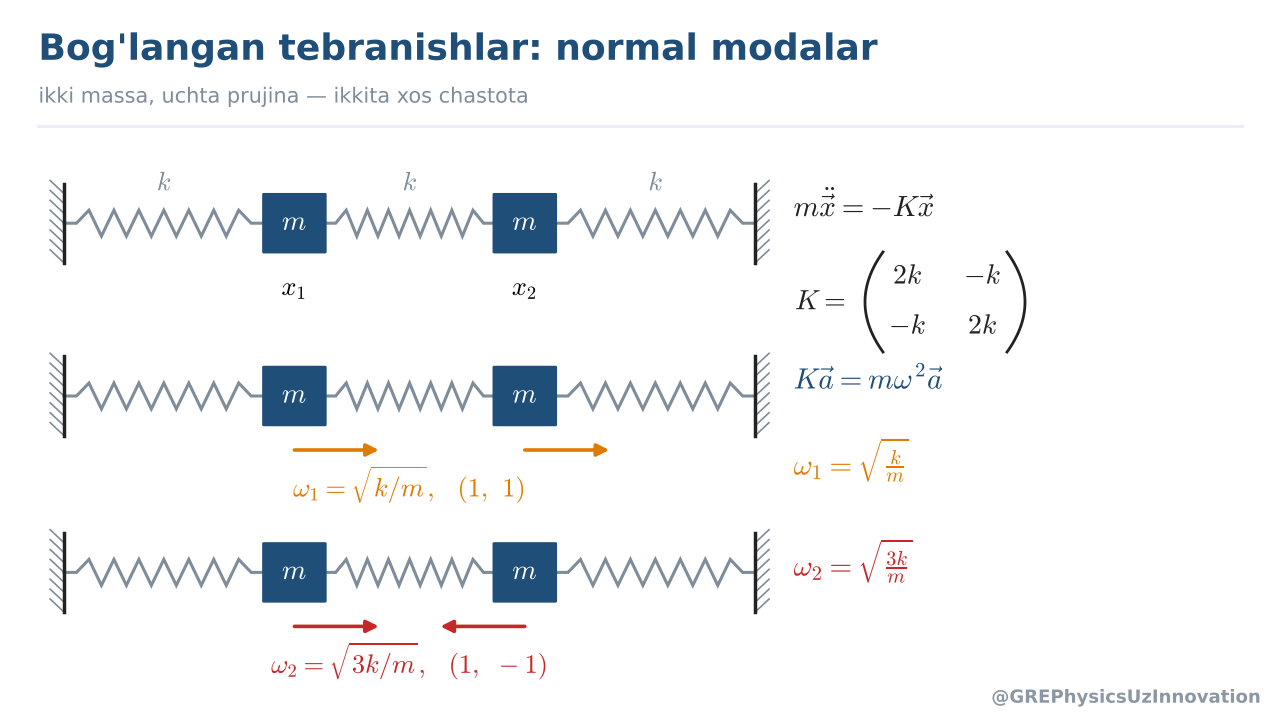 Bog'langan tebranishlar: normal modalar
ikki massa, uchta prujina — ikkita xos chastota
k k k
m m
x₁ x₂
m m
ω₁ = √k/m, (1, 1)
m m
ω₂ = √3k/m, (1, −1)
mẍ⃗ = −Kx⃗
K = ( 2k −k
−k 2k )
Ka⃗ = mω²a⃗
ω₁ = √(k/m)
ω₂ = √(3k/m)
@GREPhysicsUzInnovation